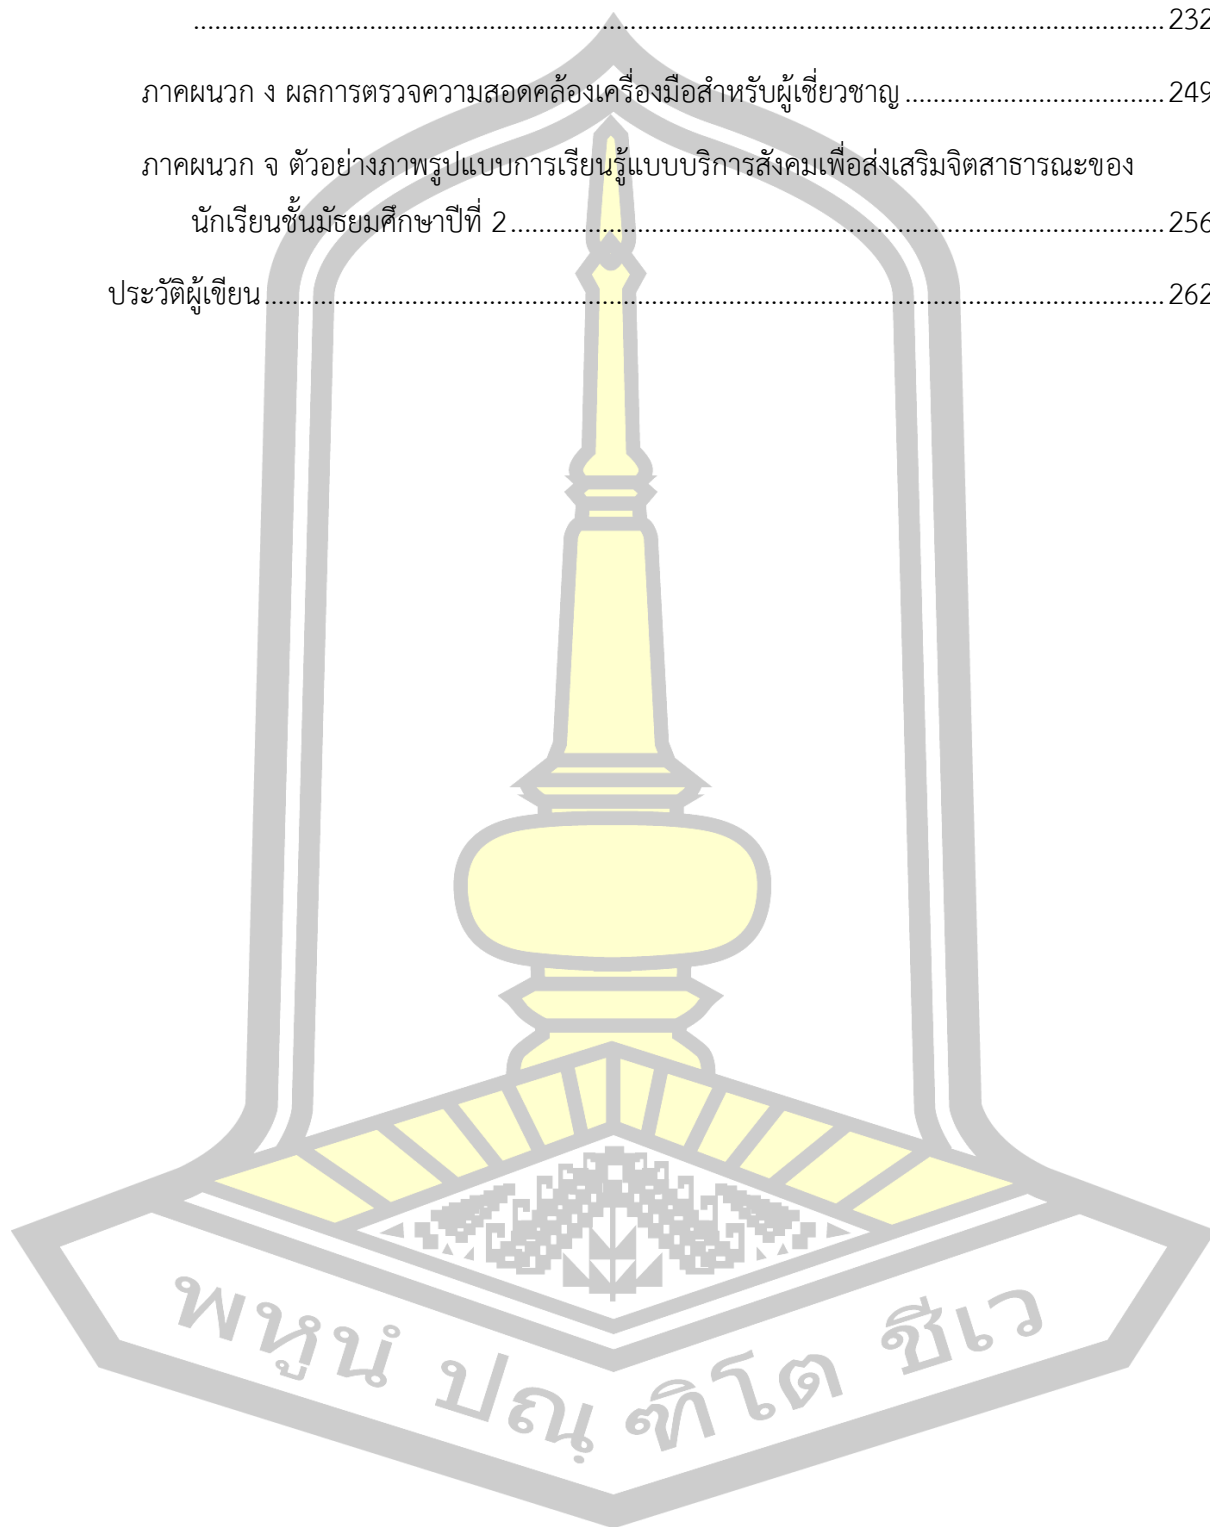 ........................................................................................................................................ 232
ภาคผนวก ง ผลการตรวจความสอดคล้องเครื่องมือสำหรับผู้เชี่ยวชาญ .................................... 249
ภาคผนวก จ ตัวอย่างภาพรูปแบบการเรียนรู้แบบบริการสังคมเพื่อส่งเสริมจิตสาธารณะของ
นักเรียนชั้นมัธยมศึกษาปีที่ 2 ........................................................................................... 256
ประวัติผู้เขียน ............................................................................................................................. 262
พหูนํ ปณฺฑิโต ชีเว